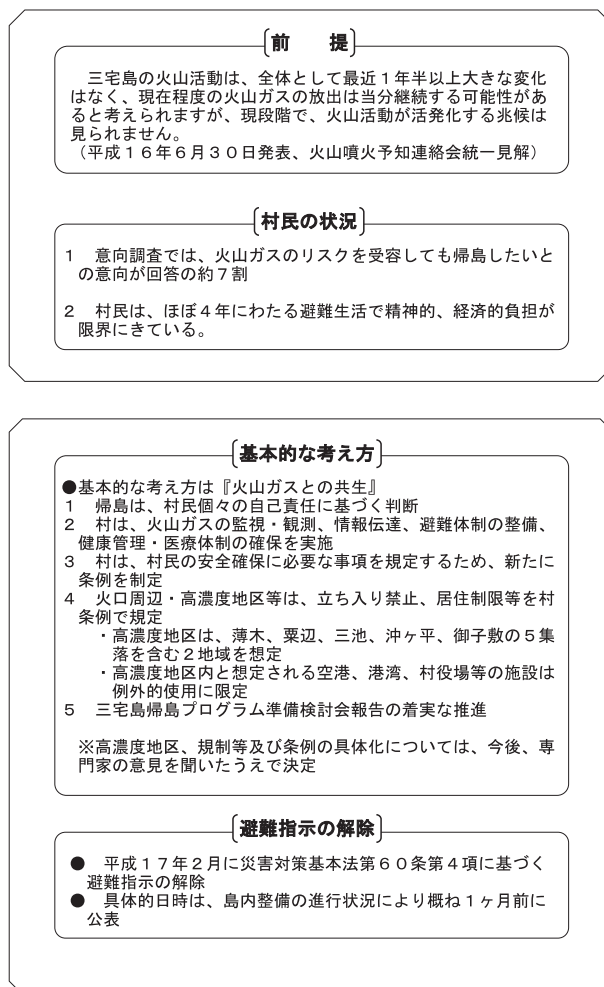 前　提
三宅島の火山活動は、全体として最近１年半以上大きな変化
はなく、現在程度の火山ガスの放出は当分継続する可能性があ
ると考えられますが、現段階で、火山活動が活発化する兆候は
見られません。
（平成１６年６月３０日発表、火山噴火予知連絡会統一見解）
村民の状況
１　意向調査では、火山ガスのリスクを受容しても帰島したいと
の意向が回答の約７割
２　村民は、ほぼ４年にわたる避難生活で精神的、経済的負担が
限界にきている。
基本的な考え方
●基本的な考え方は『火山ガスとの共生』
１　帰島は、村民個々の自己責任に基づく判断
２　村は、火山ガスの監視・観測、情報伝達、避難体制の整備、
健康管理・医療体制の確保を実施
３　村は、村民の安全確保に必要な事項を規定するため、新たに
条例を制定
４　火口周辺・高濃度地区等は、立ち入り禁止、居住制限等を村
条例で規定
・高濃度地区は、薄木、粟辺、三池、沖ヶ平、御子敷の５集
落を含む２地域を想定
・高濃度地区内と想定される空港、港湾、村役場等の施設は
例外的使用に限定
５　三宅島帰島プログラム準備検討会報告の着実な推進
※高濃度地区、規制等及び条例の具体化については、今後、専
門家の意見を聞いたうえで決定
避難指示の解除
●　平成１７年２月に災害対策基本法第６０条第４項に基づく
避難指示の解除
●　具体的日時は、島内整備の進行状況により概ね１ヶ月前に
公表